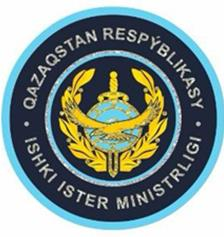 QAZAQSTAN RESPÝBLIKASY
ISHKI ISTER MINISTRLIGI